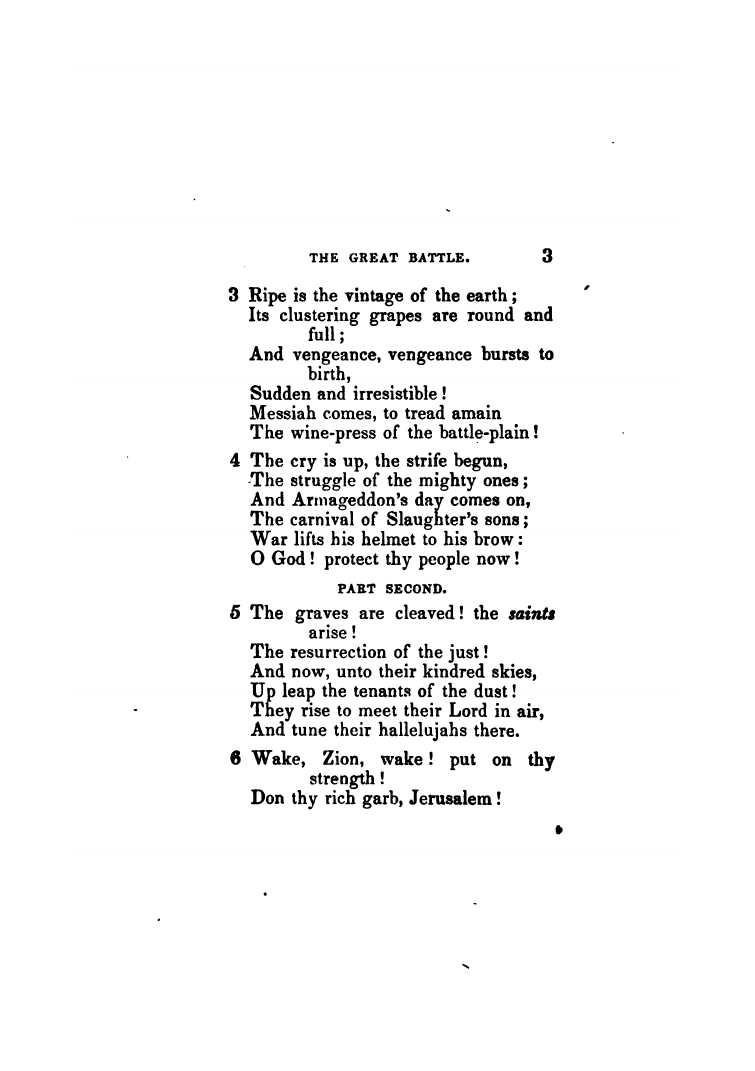 THE GREAT BATTLE. 3
3 Ripe is the vintage of the earth ;
Its clustering grapes are round and
full ;
And vengeance, vengeance bursts to
birth,
Sudden and irresistible !
Messiah comes, to tread amain
The wine-press of the battle-plain !
4 The cry is up, the strife begun,
The struggle of the mighty ones ;
And Armageddon's day comes on,
The carnival of Slaughter's sons ;
War lifts his helmet to his brow :
O God ! protect thy people now !
PART SECOND.
5 The graves are cleaved ! the saints
arise !
The resurrection of the just !
And now, unto their kindred skies,
Up leap the tenants of the dust !
They rise to meet their Lord in air,
And tune their hallelujahs there.
6 Wake, Zion, wake ! put on thy
strength !
Don thy rich garb, Jerusalem !